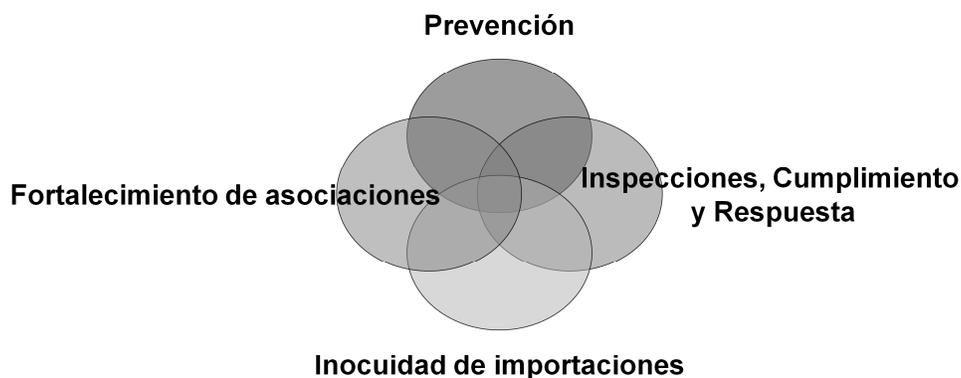 Prevención
Fortalecimiento de asociaciones
Inspecciones, Cumplimiento
y Respuesta
Inocuidad de importaciones